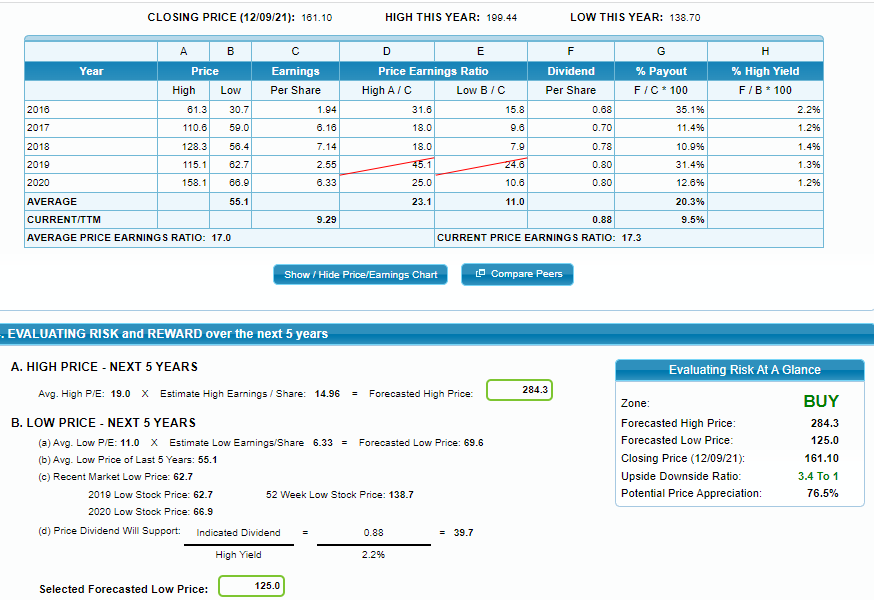 CLOSING PRICE (12/09/21): 161.10 HIGH THIS YEAR: 199.44 LOW THIS YEAR: 138.70
A B C D E F G H
Year Price Earnings Price Earnings Ratio Dividend % Payout % High Yield
High Low Per Share High A / C Low B / C Per Share F / C * 100 F / B * 100
2016 61.3 30.7 1.94 31.6 15.8 0.68 35.1% 2.2%
2017 110.6 59.0 6.16 18.0 9.6 0.70 11.4% 1.2%
2018 128.3 56.4 7.14 18.0 7.9 0.78 10.9% 1.4%
2019 115.1 62.7 2.55 45.1 24.6 0.80 31.4% 1.3%
2020 158.1 66.9 6.33 25.0 10.6 0.80 12.6% 1.2%
AVERAGE 55.1 23.1 11.0 20.3%
CURRENT/TTM 9.29 0.88 9.5%
AVERAGE PRICE EARNINGS RATIO: 17.0 CURRENT PRICE EARNINGS RATIO: 17.3
Show / Hide Price/Earnings Chart Compare Peers
. EVALUATING RISK and REWARD over the next 5 years
A. HIGH PRICE - NEXT 5 YEARS
Avg. High P/E: 19.0 X Estimate High Earnings / Share: 14.96 = Forecasted High Price: 284.3
B. LOW PRICE - NEXT 5 YEARS
(a) Avg. Low P/E: 11.0 X Estimate Low Earnings/Share 6.33 = Forecasted Low Price: 69.6
(b) Avg. Low Price of Last 5 Years: 55.1
(c) Recent Market Low Price: 62.7
2019 Low Stock Price: 62.7 52 Week Low Stock Price: 138.7
2020 Low Stock Price: 66.9
(d) Price Dividend Will Support: Indicated Dividend = 0.88 = 39.7
High Yield 2.2%
Selected Forecasted Low Price: 125.0
Evaluating Risk At A Glance
Zone: BUY
Forecasted High Price: 284.3
Forecasted Low Price: 125.0
Closing Price (12/09/21): 161.10
Upside Downside Ratio: 3.4 To 1
Potential Price Appreciation: 76.5%